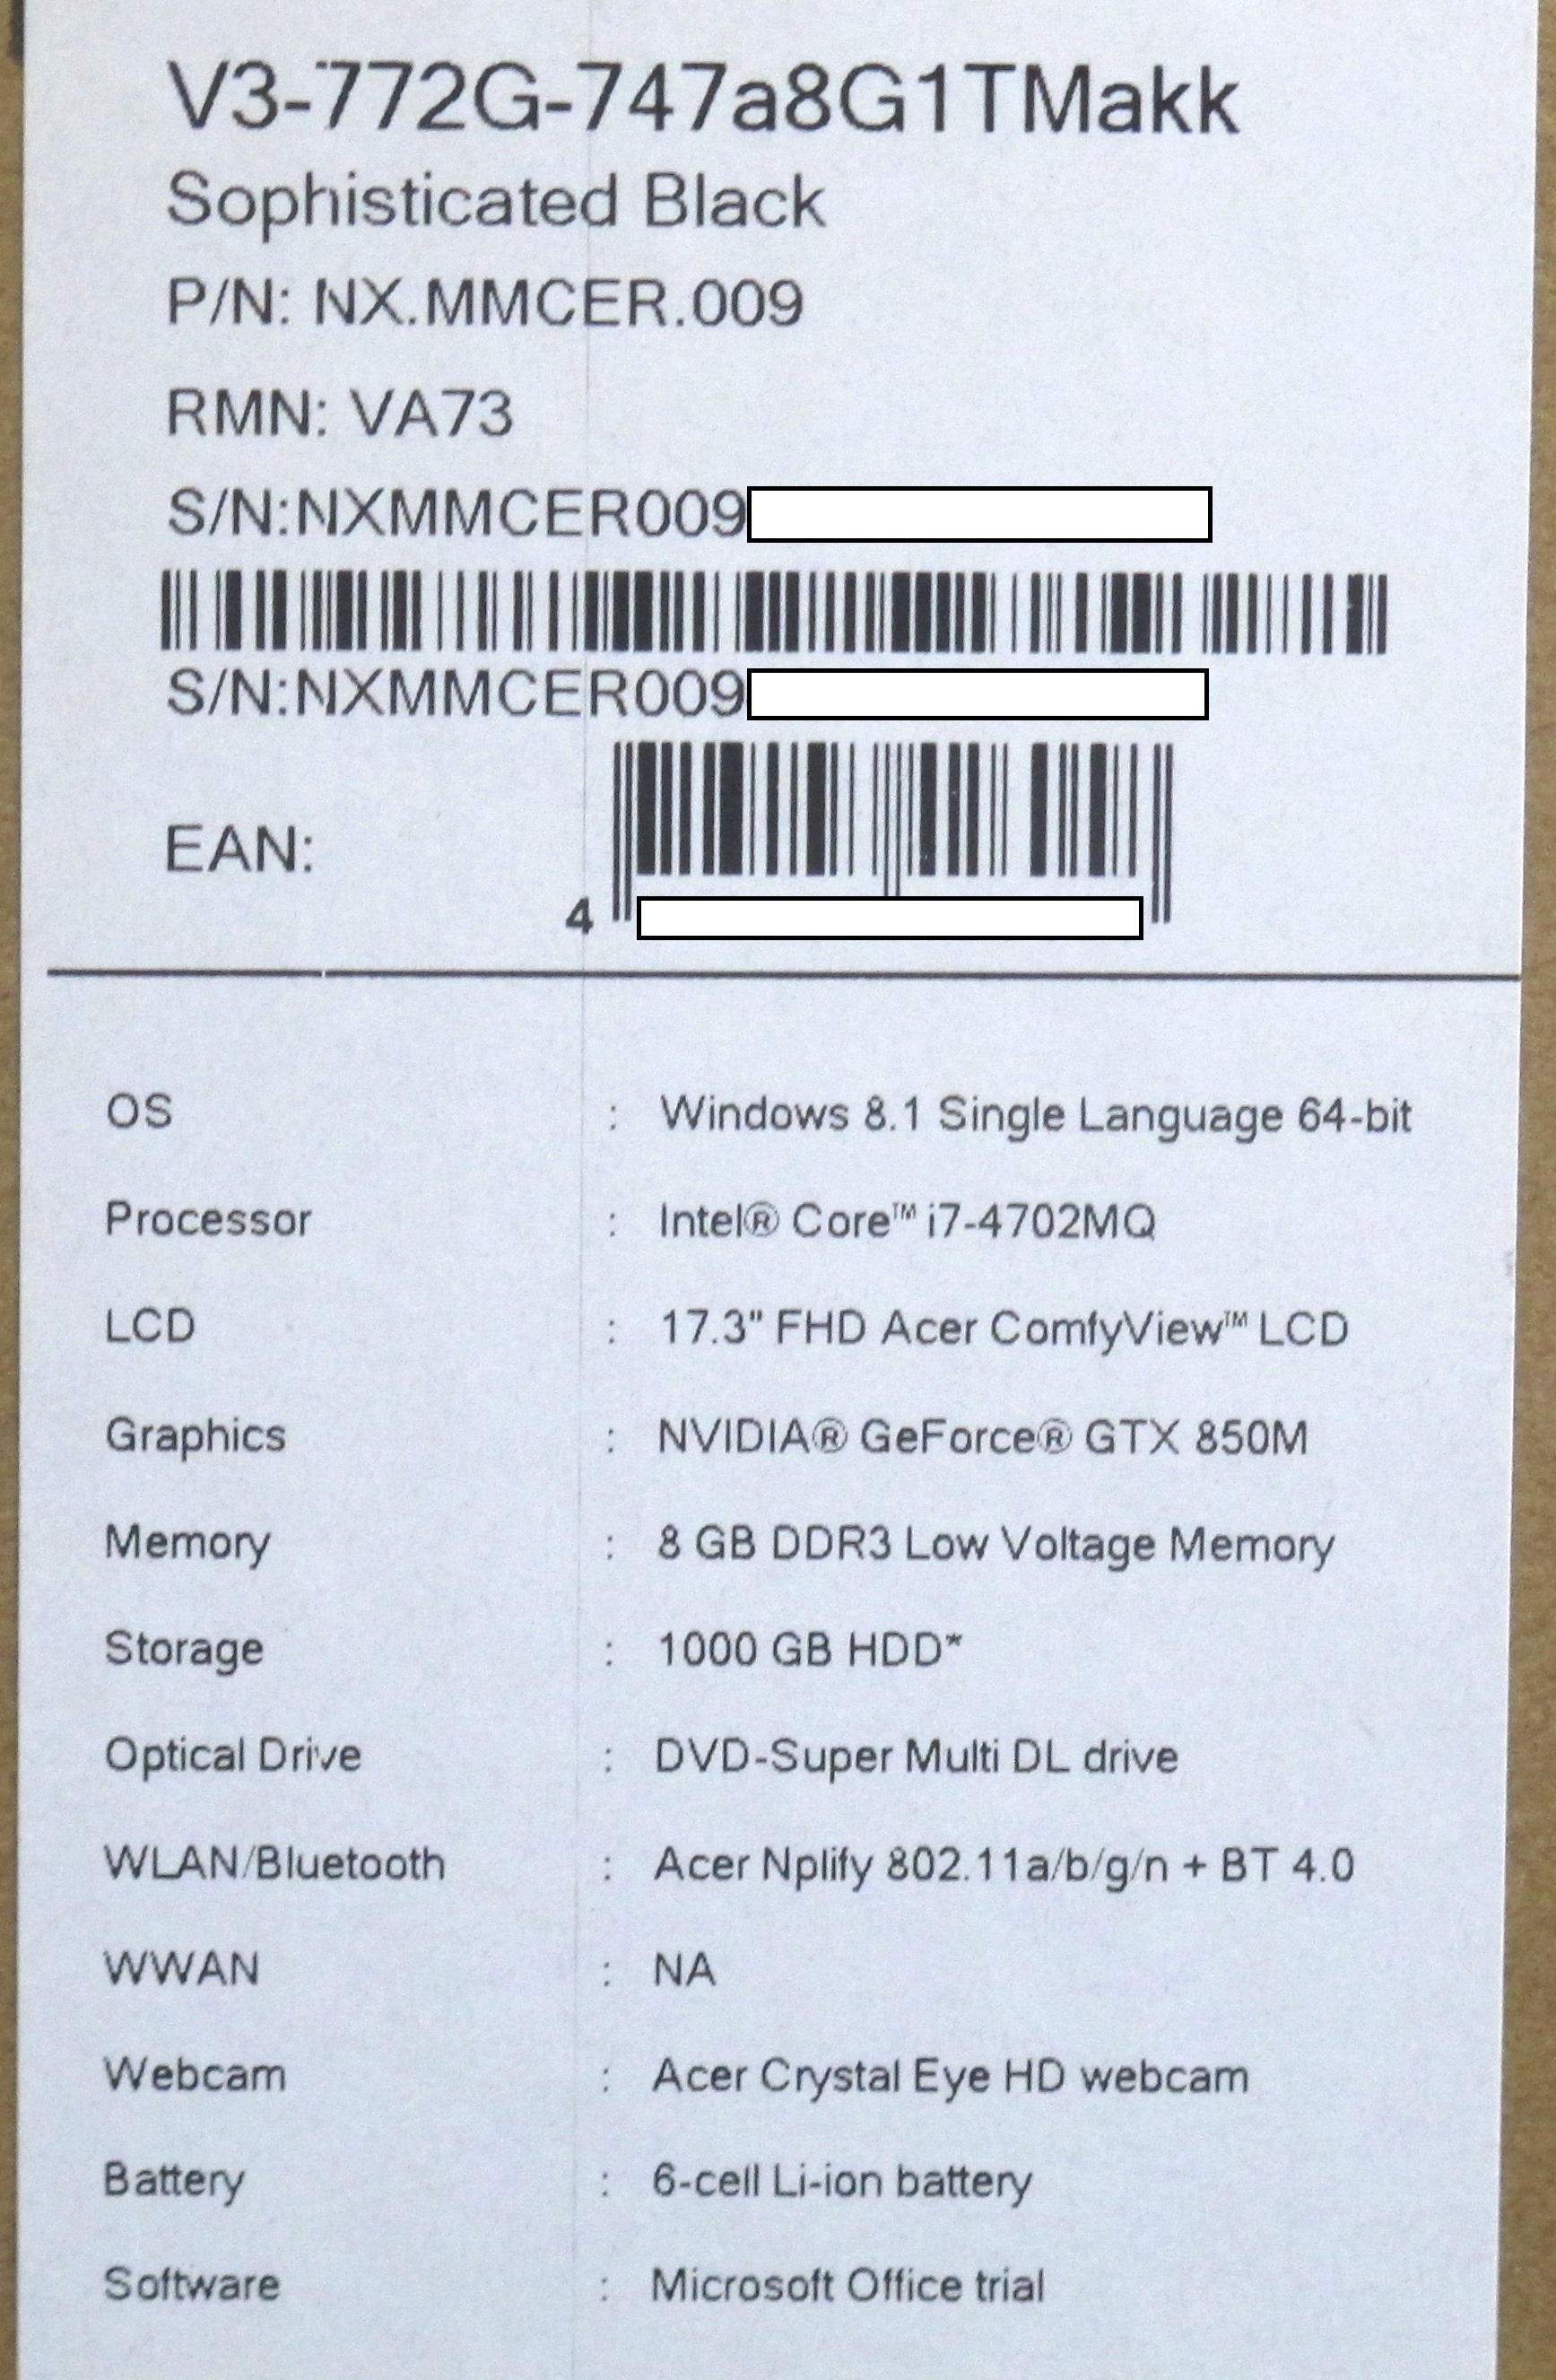 V3-772G-747a8G1TMakk
Sophisticated Black
P/N: NX.MMCER.009
RMN: VA73
S/N:NXMMCER009
S/N:NXMMCER009
EAN:
4
OS : Windows 8.1 Single Language 64-bit
Processor : Intel® Core™ i7-4702MQ
LCD : 17.3" FHD Acer ComfyView™ LCD
Graphics : NVIDIA® GeForce® GTX 850M
Memory : 8 GB DDR3 Low Voltage Memory
Storage : 1000 GB HDD*
Optical Drive : DVD-Super Multi DL drive
WLAN/Bluetooth : Acer Nplify 802.11a/b/g/n + BT 4.0
WWAN : NA
Webcam : Acer Crystal Eye HD webcam
Battery : 6-cell Li-ion battery
Software : Microsoft Office trial